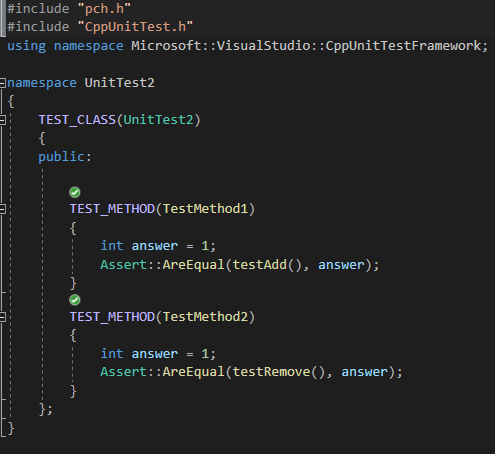 #include "pch.h"
#include "CppUnitTest.h"
using namespace Microsoft::VisualStudio::CppUnitTestFramework;
namespace UnitTest2
{
TEST_CLASS(UnitTest2)
{
public:
TEST_METHOD(TestMethod1)
{
int answer = 1;
Assert::AreEqual(testAdd(), answer);
}
TEST_METHOD(TestMethod2)
{
int answer = 1;
Assert::AreEqual(testRemove(), answer);
}
};
}